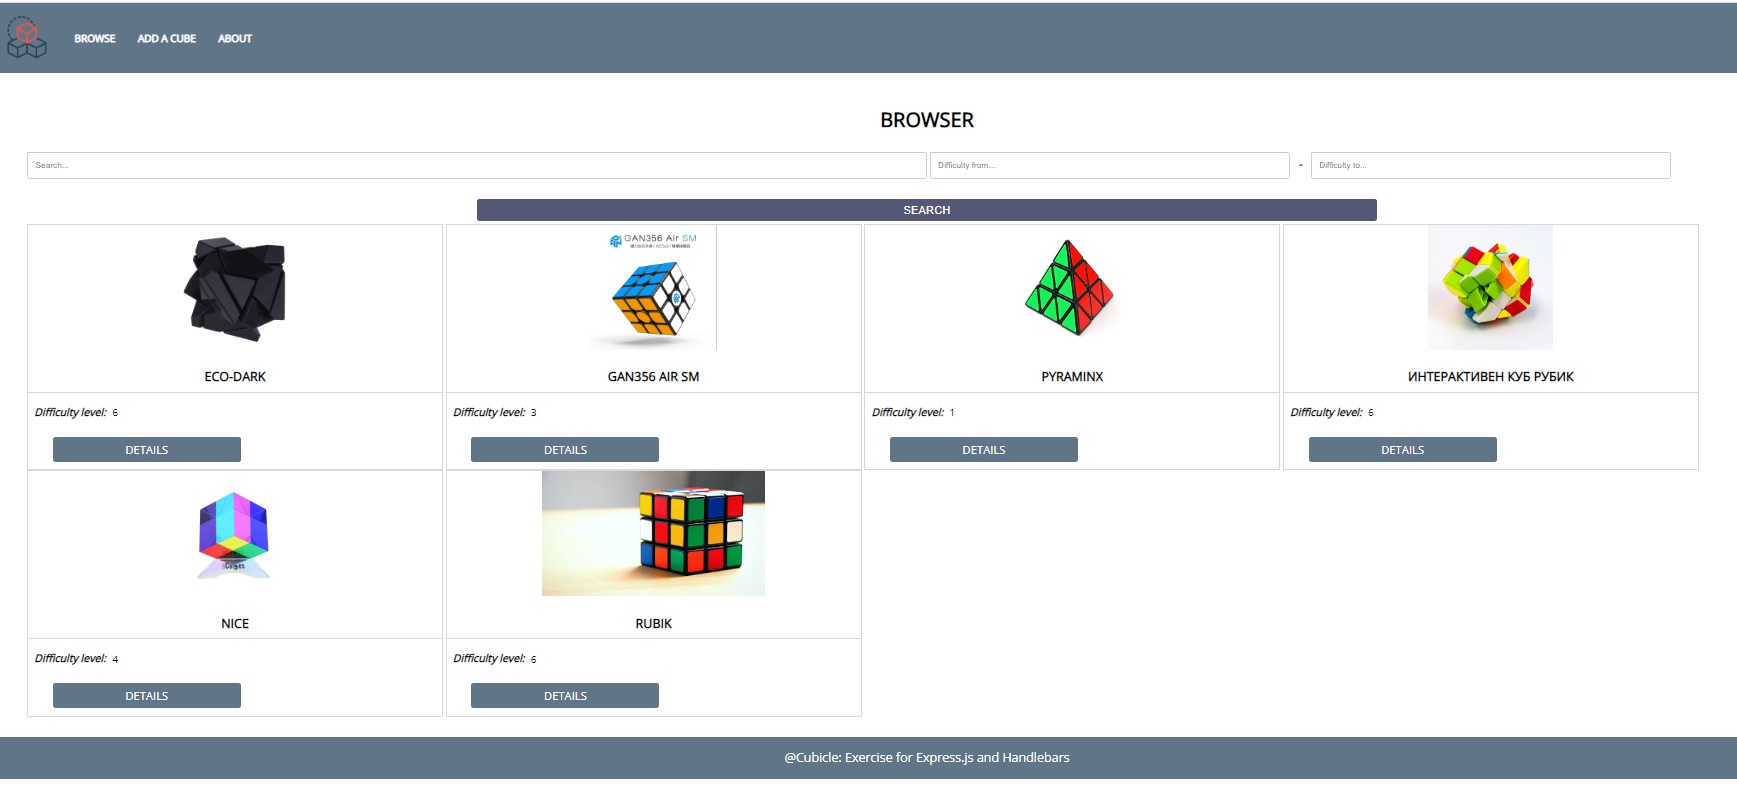 BROWSE ADD A CUBE ABOUT
BROWSER
Search... Difficulty from... - Difficulty to...
SEARCH
GAN356 Air SM
ECO-DARK
GAN356 AIR SM
PYRAMINX
ИНТЕРАКТИВЕН КУБ РУБИК
Difficulty level: 6
Difficulty level: 3
Difficulty level: 1
Difficulty level: 6
DETAILS
DETAILS
DETAILS
DETAILS
NICE
RUBIK
Difficulty level: 4
Difficulty level: 6
DETAILS
DETAILS
@Cubicle: Exercise for Express.js and Handlebars